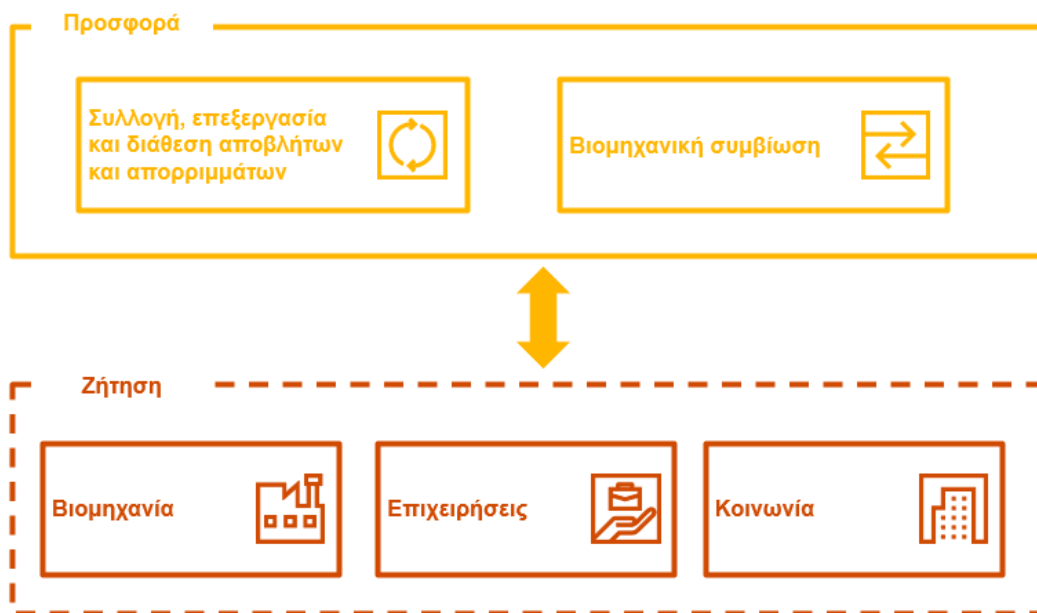 Προσφορά
Συλλογή, επεξεργασία
και διάθεση αποβλήτων
και απορριμμάτων
Βιομηχανική συμβίωση
Ζήτηση
Βιομηχανία
Επιχειρήσεις
Κοινωνία